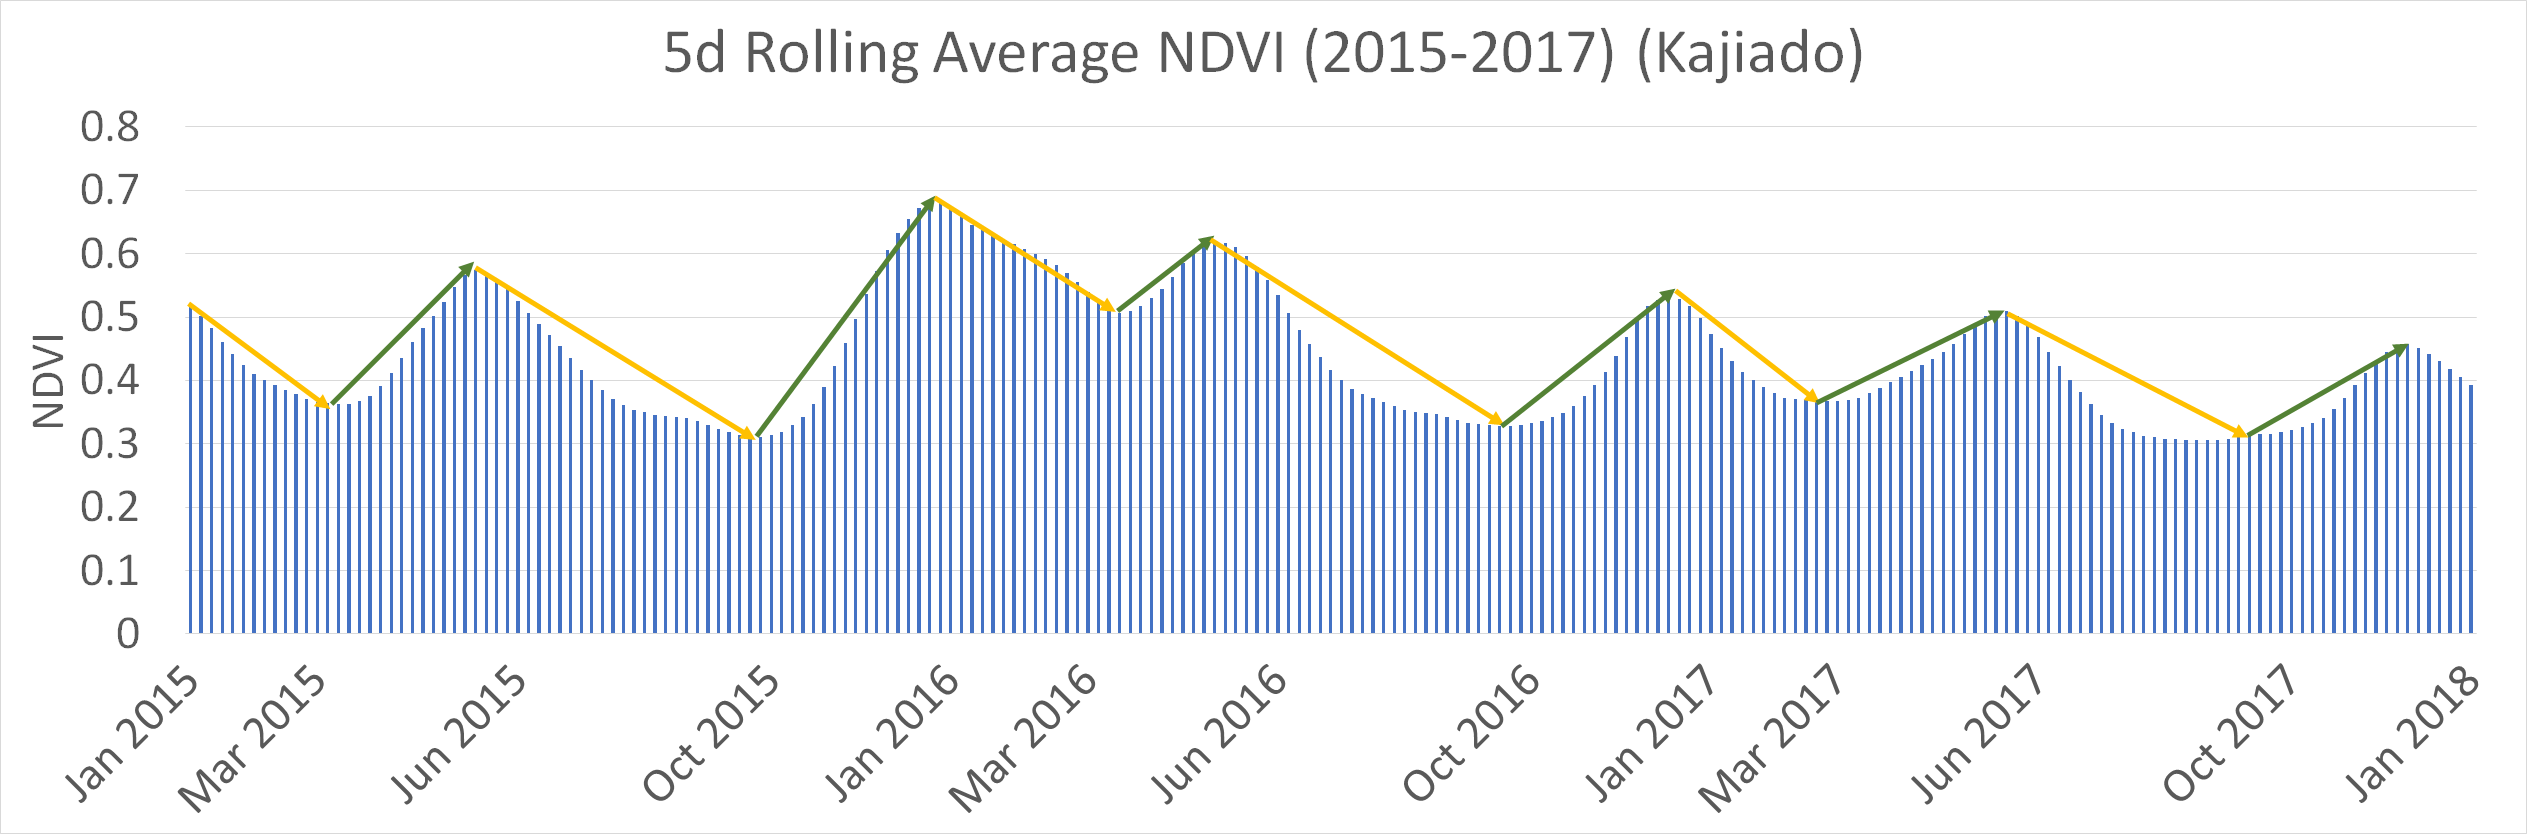 5d Rolling Average NDVI (2015-2017) (Kajiado)
0.8
0.7
0.6
0.5
0.4
0.3
0.2
0.1
0
NDVI
Jan 2015
Mar 2015
Jun 2015
Oct 2015
Jan 2016
Mar 2016
Jun 2016
Oct 2016
Jan 2017
Mar 2017
Jun 2017
Oct 2017
Jan 2018